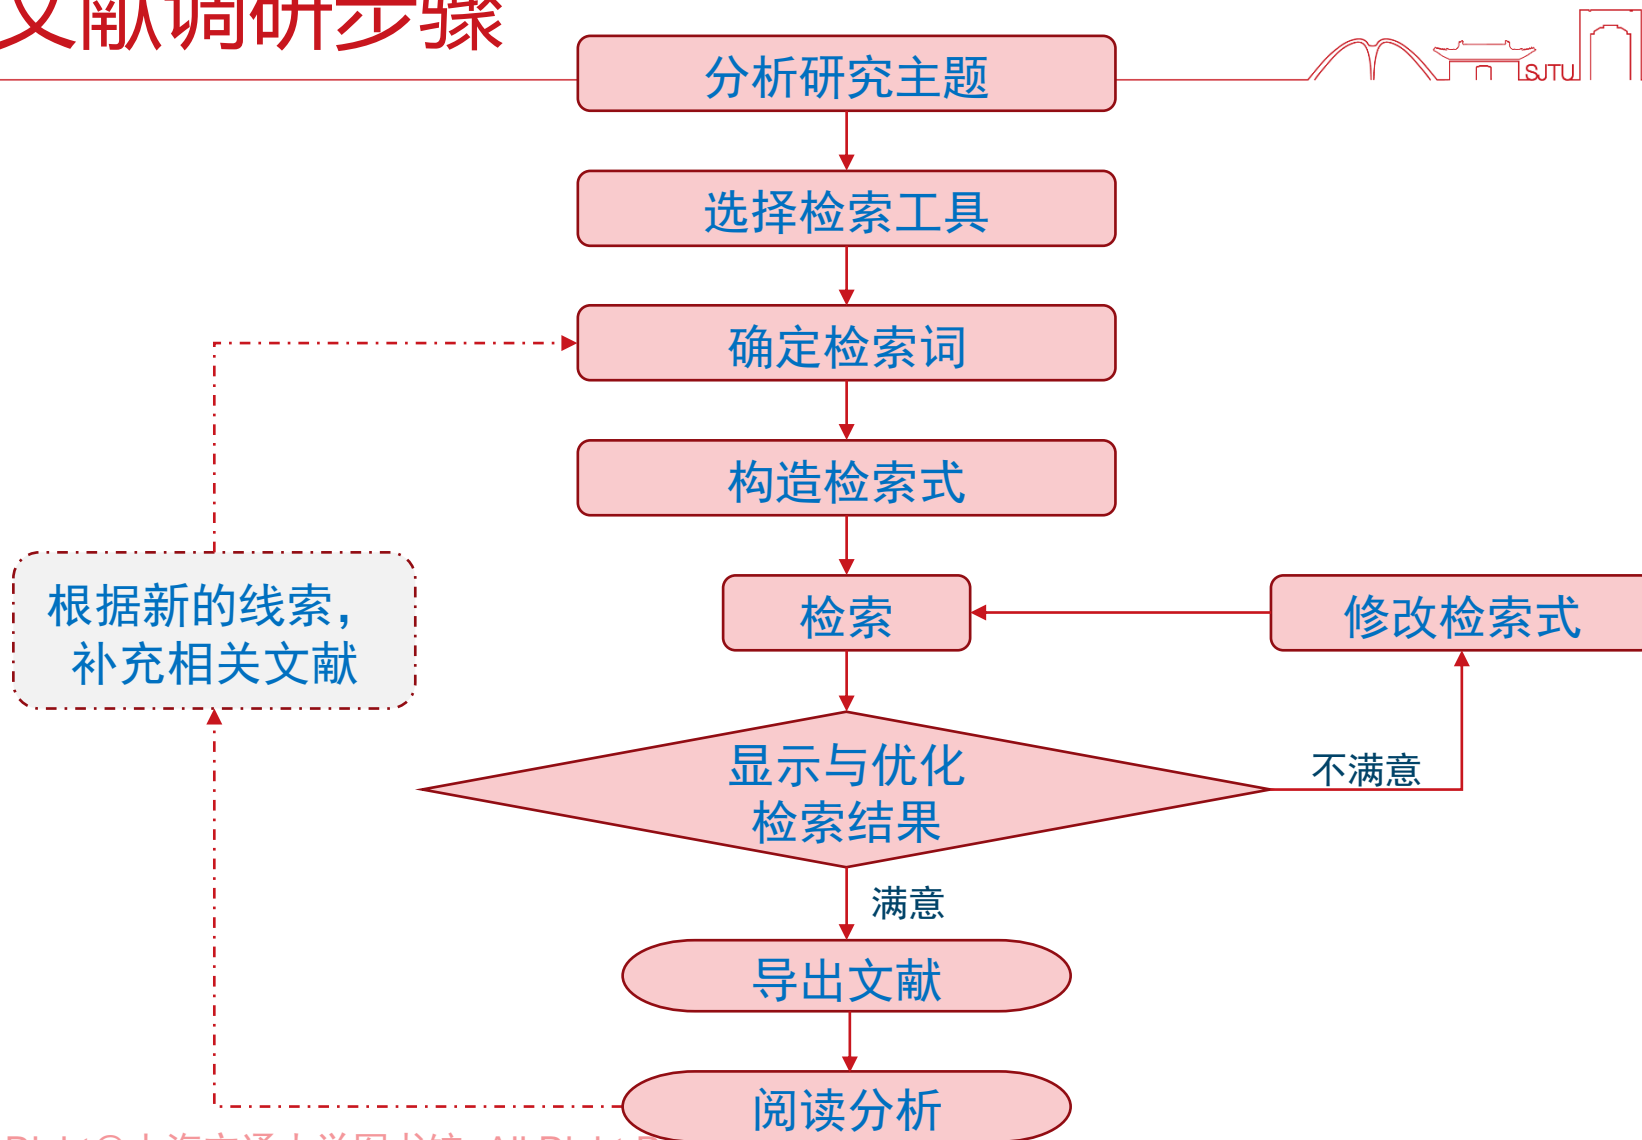 文献调研步骤
SJTU
分析研究主题
选择检索工具
确定检索词
构造检索式
根据新的线索，
补充相关文献
检索
修改检索式
显示与优化
检索结果
不满意
满意
导出文献
阅读分析